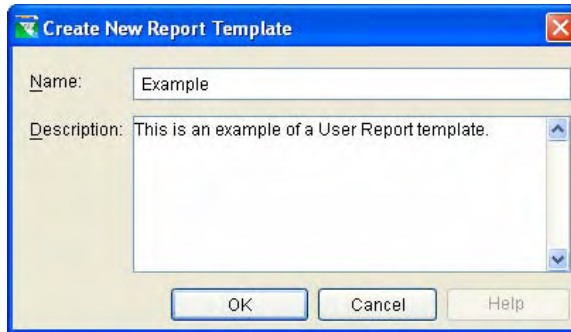 Create New Report Template
Name: Example
Description: This is an example of a User Report template.
OK Cancel Help